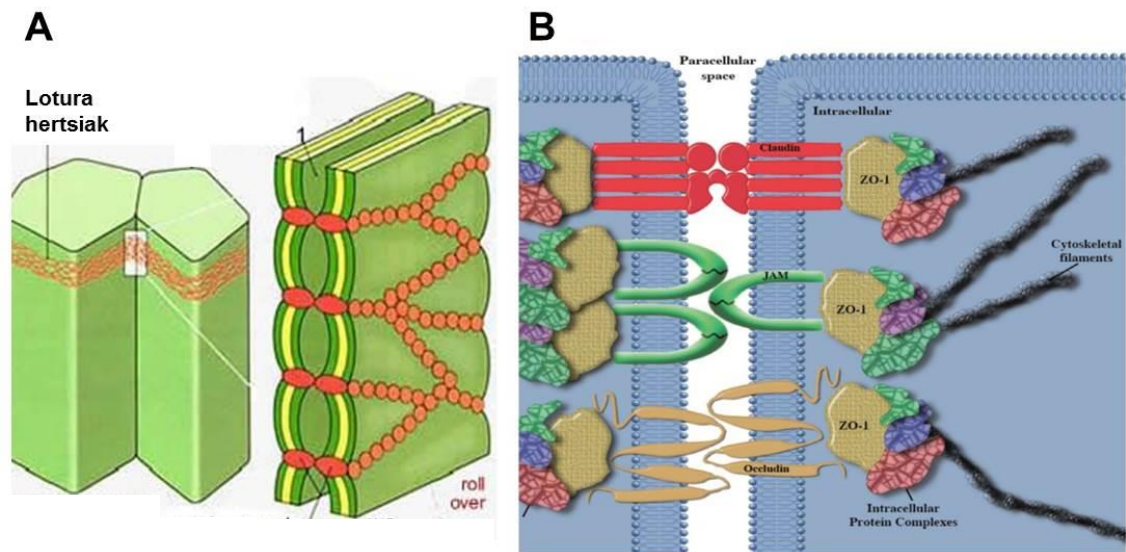 A
Lotura
hertsiak
1
roll
over
B
Paracellular
space
Intracellular
Claudin
ZO-1
Cytoskeletal
filaments
JAM
ZO-1
ZO-1
Occludin
Intracellular
Protein Complexes